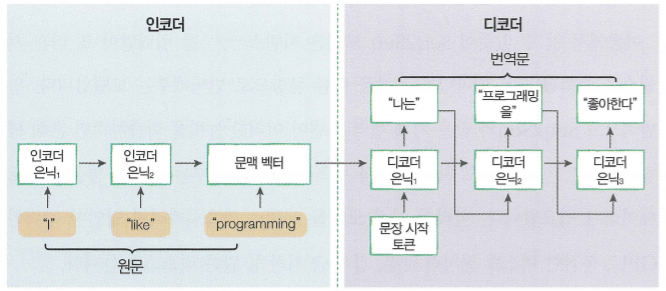 인코더
디코더
번역문
"나는"
"프로그래밍
을"
"좋아한다"
인코더
은닉1
인코더
은닉2
문맥 벡터
디코더
은닉1
디코더
은닉2
디코더
은닉3
"I"
"like"
"programming"
문장 시작
토큰
원문